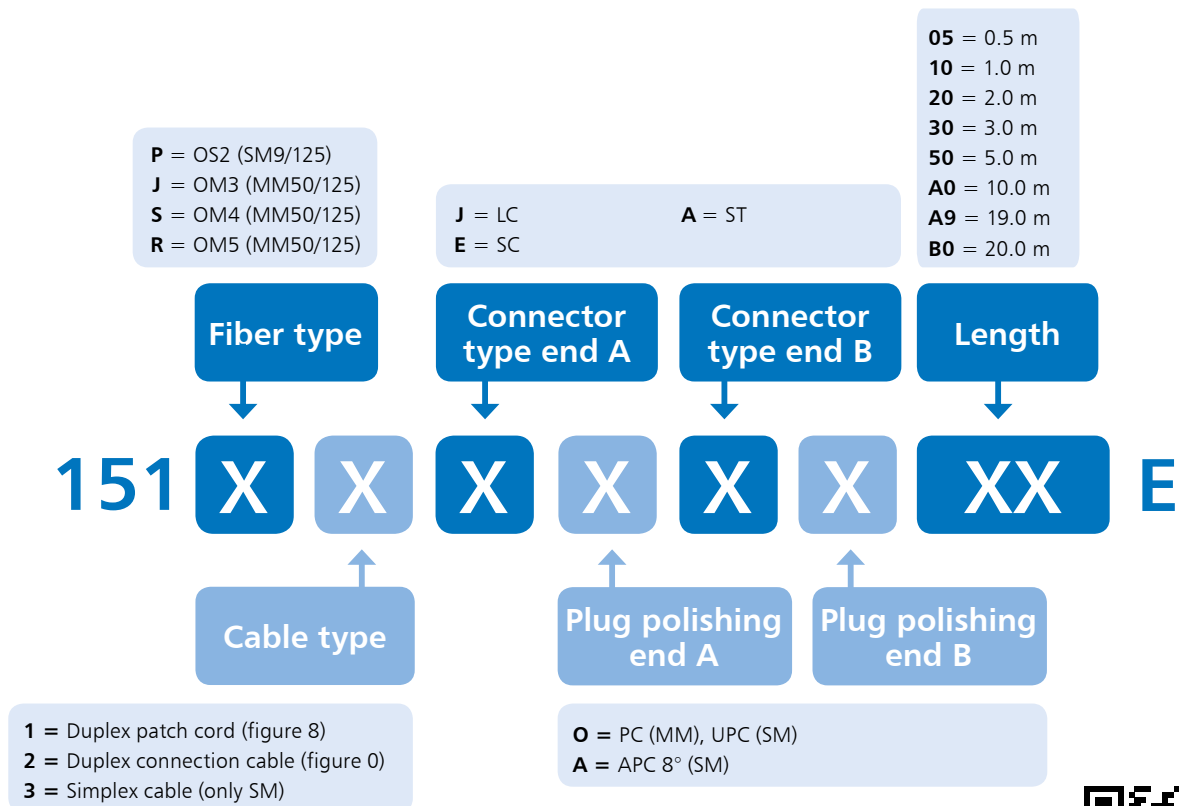 05 = 0.5 m
10 = 1.0 m
20 = 2.0 m
30 = 3.0 m
50 = 5.0 m
A0 = 10.0 m
A9 = 19.0 m
B0 = 20.0 m
P = OS2 (SM9/125)
J = OM3 (MM50/125)
S = OM4 (MM50/125)
R = OM5 (MM50/125)
J = LC A = ST
E = SC
Fiber type
Connector
type end A
Connector
type end B
Length
151 X X X X X X XX E
Cable type
Plug polishing
end A
Plug polishing
end B
1 = Duplex patch cord (figure 8)
2 = Duplex connection cable (figure 0)
3 = Simplex cable (only SM)
O = PC (MM), UPC (SM)
A = APC 8° (SM)